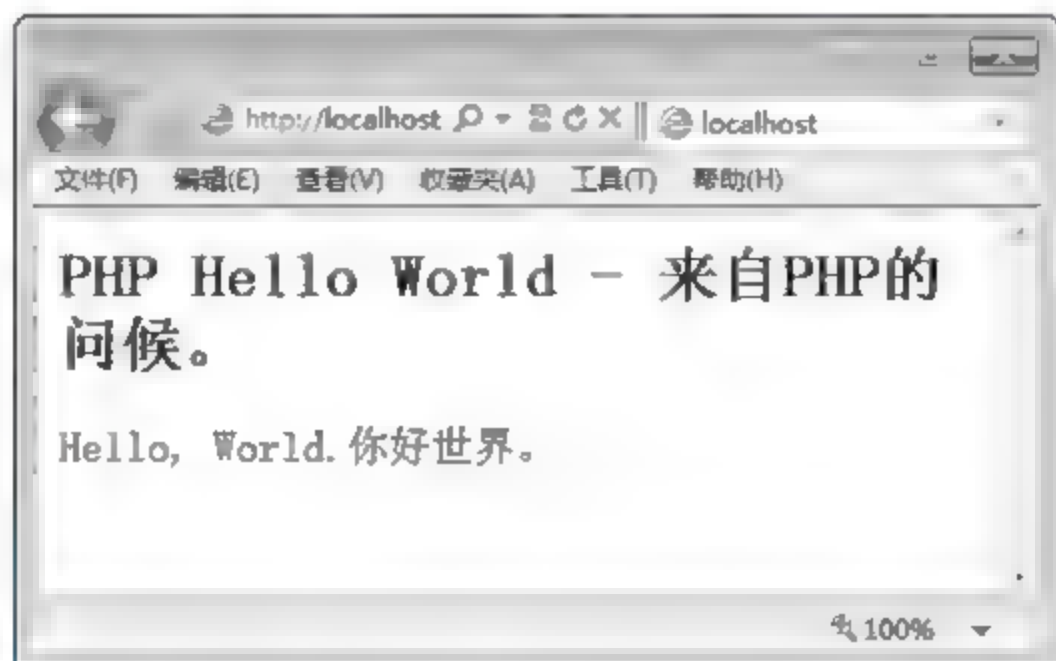 http://localhost localhost
文件(F) 编辑(E) 查看(V) 收藏夹(A) 工具(T) 帮助(H)
PHP Hello World - 来自PHP的
问候。
Hello, World.你好世界。
100%